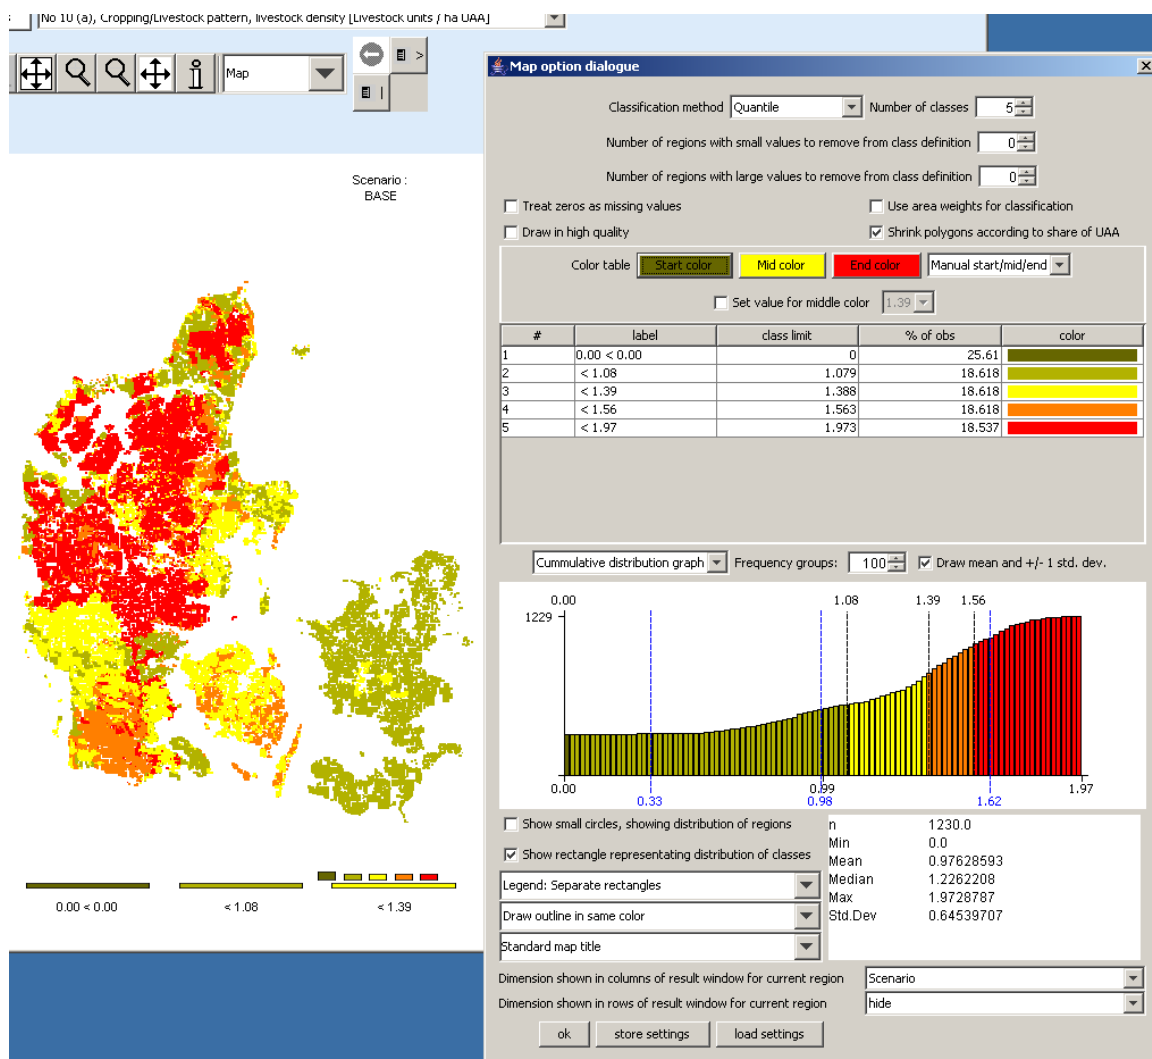 No 10 (a), Cropping/Livestock pattern, livestock density [Livestock units / ha UAA]
Map
>
Scenario :
BASE
0.00 < 0.00
< 1.08
< 1.39
Map option dialogue
Classification method Quantile Number of classes 5
Number of regions with small values to remove from class definition 0
Number of regions with large values to remove from class definition 0
Treat zeros as missing values Use area weights for classification
Draw in high quality Shrink polygons according to share of UAA
Color table Start color Mid color End color Manual start/mid/end
Set value for middle color 1.39
# label class limit % of obs color
1 0.00 < 0.00 0 25.61
2 < 1.08 1.079 18.618
3 < 1.39 1.388 18.618
4 < 1.56 1.563 18.618
5 < 1.97 1.973 18.537
Cummulative distribution graph Frequency groups: 100 Draw mean and +/- 1 std. dev.
0.00 1.08 1.39 1.56
1229
0.00 0.99 1.97
0.33 0.98 1.62
Show small circles, showing distribution of regions
Show rectangle representating distribution of classes
Legend: Separate rectangles
Draw outline in same color
Standard map title
n 1230.0
Min 0.0
Mean 0.97628593
Median 1.2262208
Max 1.9728787
Std.Dev 0.64539707
Dimension shown in columns of result window for current region Scenario
Dimension shown in rows of result window for current region hide
ok store settings load settings